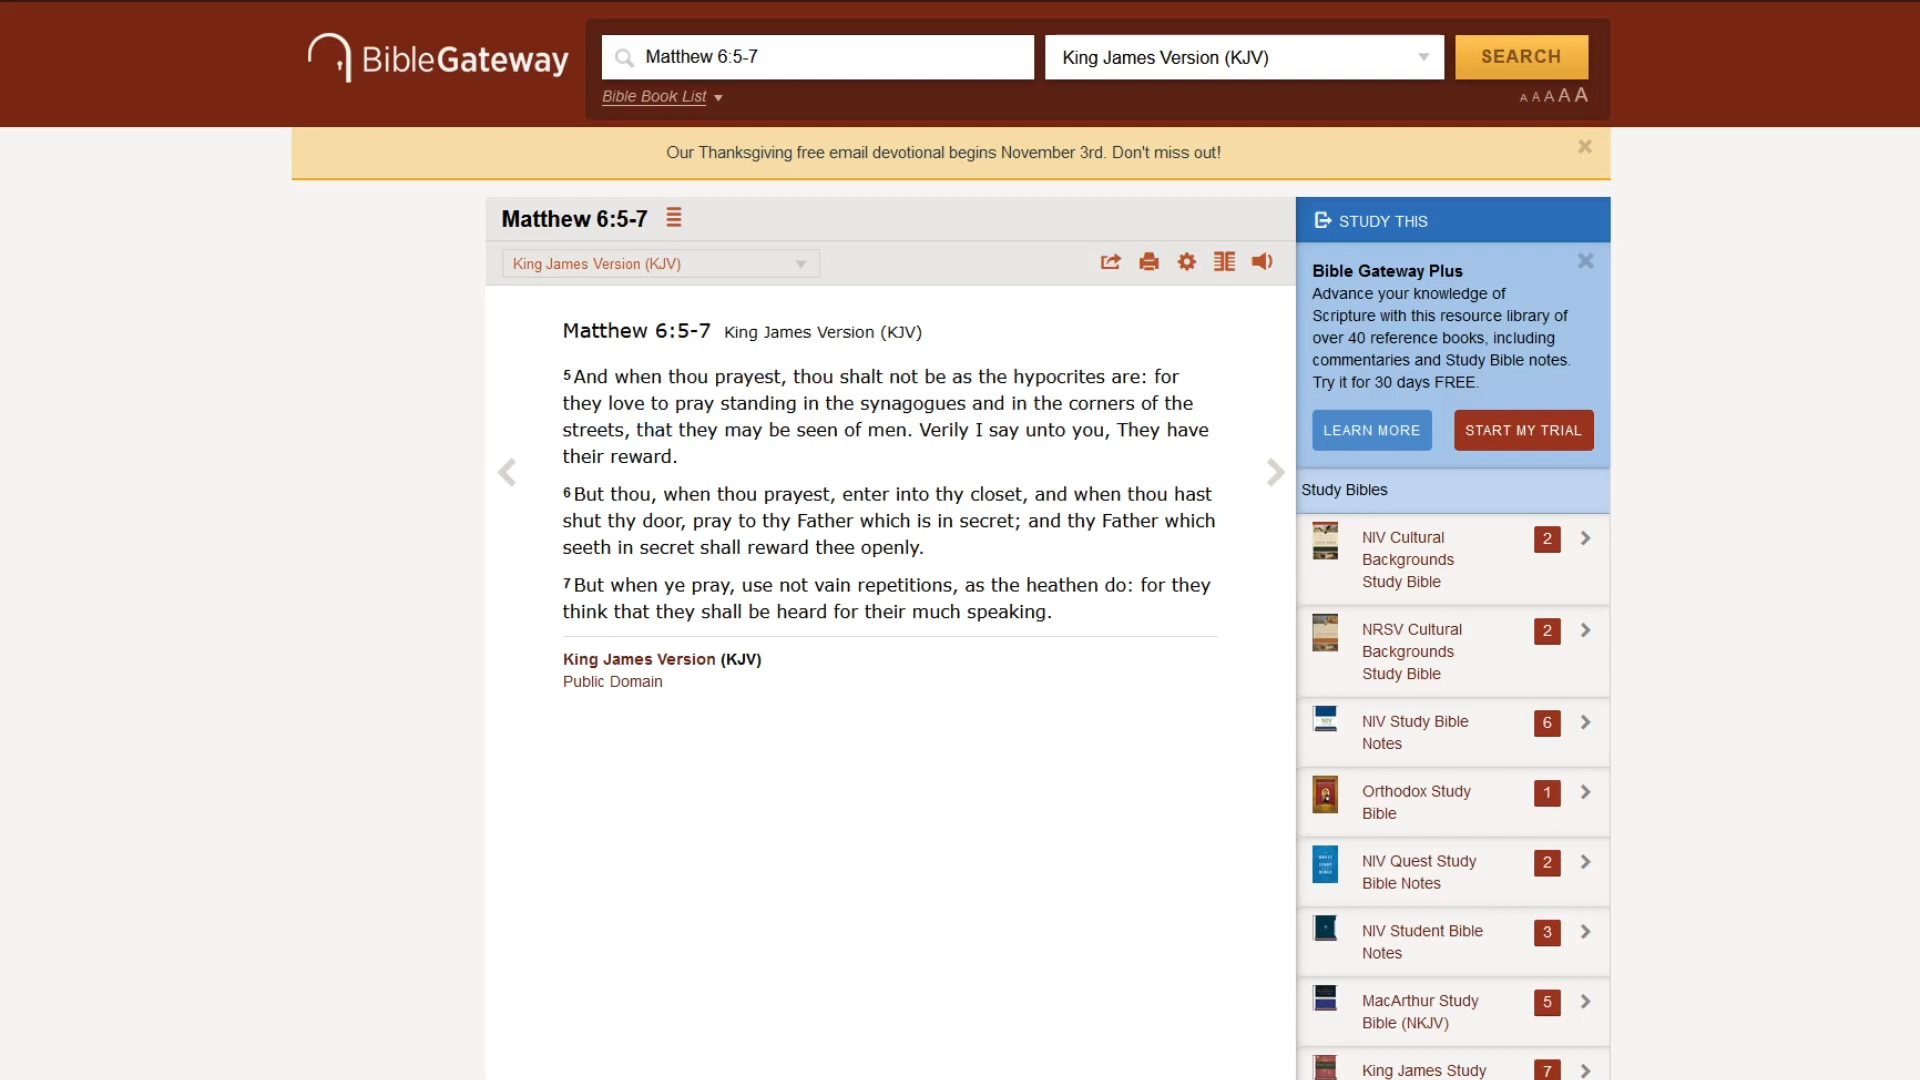 BibleGateway
Matthew 6:5-7
King James Version (KJV)
SEARCH
Bible Book List
A A A A A
Our Thanksgiving free email devotional begins November 3rd. Don't miss out!
Matthew 6:5-7
King James Version (KJV)
Matthew 6:5-7 King James Version (KJV)
5 And when thou prayest, thou shalt not be as the hypocrites are: for
they love to pray standing in the synagogues and in the corners of the
streets, that they may be seen of men. Verily I say unto you, They have
their reward.
6 But thou, when thou prayest, enter into thy closet, and when thou hast
shut thy door, pray to thy Father which is in secret; and thy Father which
seeth in secret shall reward thee openly.
7 But when ye pray, use not vain repetitions, as the heathen do: for they
think that they shall be heard for their much speaking.
King James Version (KJV)
Public Domain
STUDY THIS
Bible Gateway Plus
Advance your knowledge of
Scripture with this resource library of
over 40 reference books, including
commentaries and Study Bible notes.
Try it for 30 days FREE.
LEARN MORE
START MY TRIAL
Study Bibles
NIV Cultural
Backgrounds
Study Bible
2
NRSV Cultural
Backgrounds
Study Bible
2
NIV Study Bible
Notes
6
Orthodox Study
Bible
1
NIV Quest Study
Bible Notes
2
NIV Student Bible
Notes
3
MacArthur Study
Bible (NKJV)
5
King James Study
7